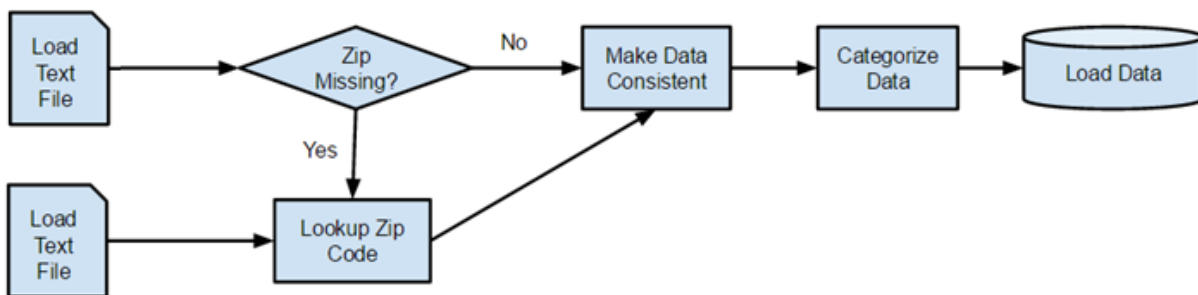 Load
Text
File
Zip
Missing?
No
Make Data
Consistent
Categorize
Data
Load Data
Yes
Load
Text
File
Lookup Zip
Code